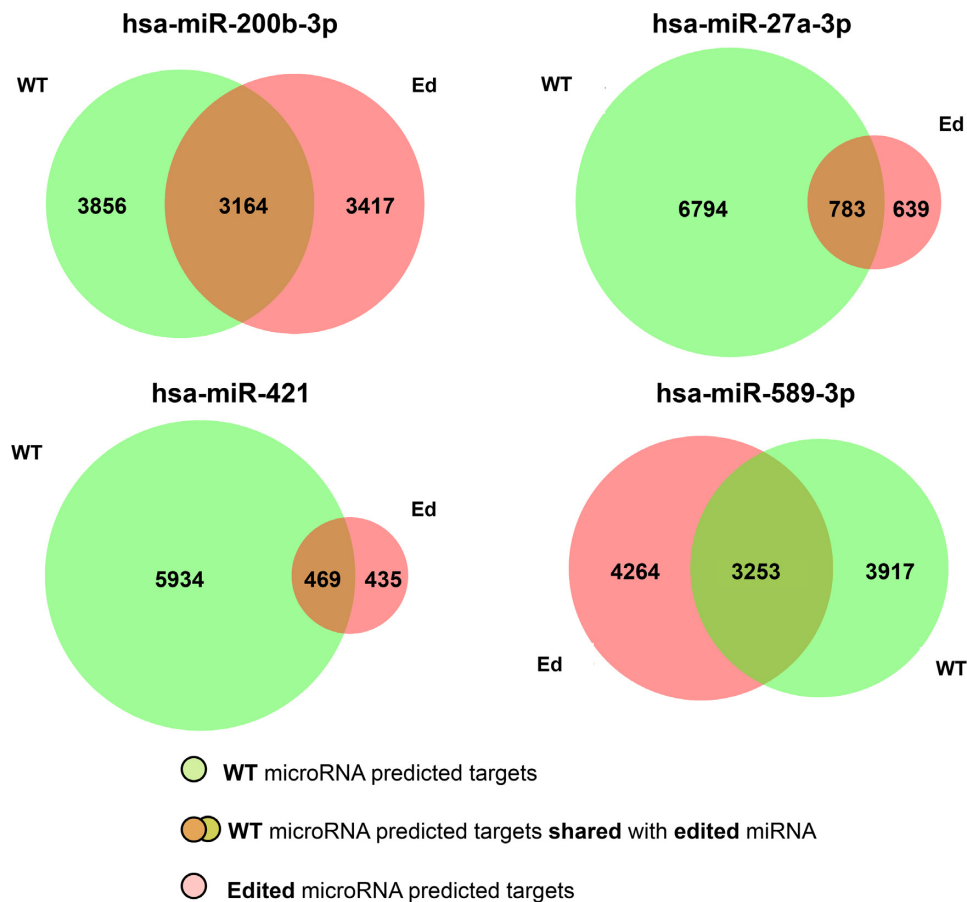 hsa-miR-200b-3p
WT
Ed
3856
3164
3417
hsa-miR-27a-3p
WT
Ed
6794
783
639
hsa-miR-421
WT
Ed
5934
469
435
hsa-miR-589-3p
4264
3253
3917
Ed
WT
WT microRNA predicted targets
WT microRNA predicted targets shared with edited miRNA
Edited microRNA predicted targets